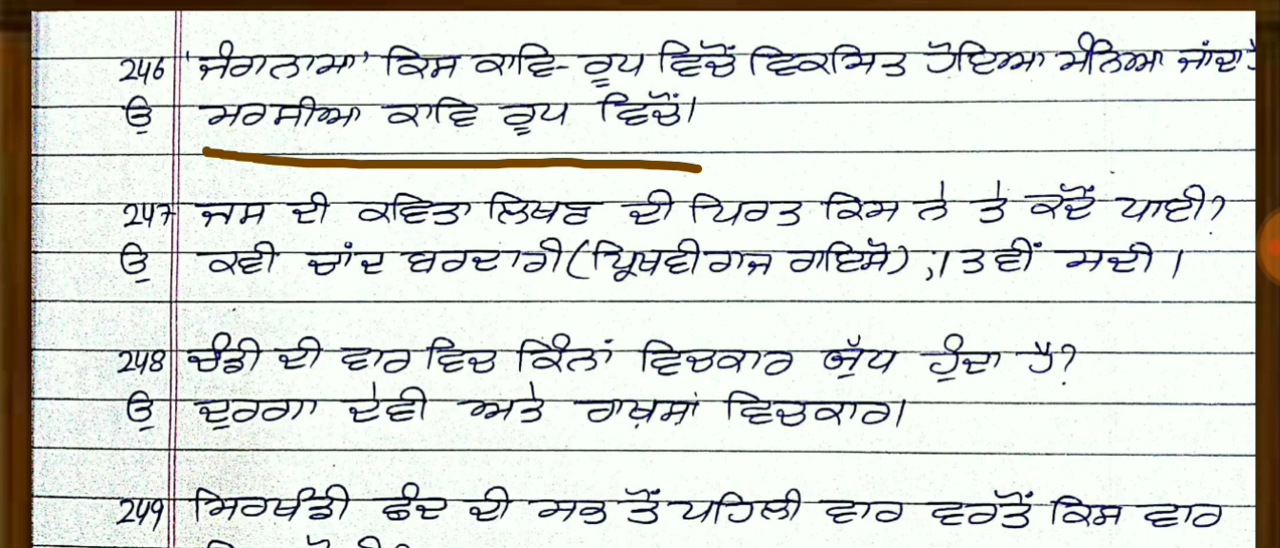 246 'ਜੰਗਨਾਮਾ' ਕਿਸ ਕਾਵਿ-ਰੂਪ ਵਿੱਚੋਂ ਵਿਕਸਿਤ ਹੋਇਆ ਮੰਨਿਆ ਜਾਂਦਾ ਹੈ
ਉ ਮਰਸੀਆ ਕਾਵਿ ਰੂਪ ਵਿੱਚੋਂ।
247 ਜਸ ਦੀ ਕਵਿਤਾ ਲਿਖਣ ਦੀ ਪਿਰਤ ਕਿਸ ਨੇ ਤੇ ਕਦੋਂ ਪਾਈ?
ਉ ਕਵੀ ਚਾਂਦ ਬਰਦਾਰੀ (ਪ੍ਰਿਥਵੀਰਾਜ ਰਾਇਸੋ), 13ਵੀਂ ਸਦੀ।
248 ਚੰਡੀ ਦੀ ਵਾਰ ਵਿਚ ਕਿੰਨਾਂ ਵਿਚਕਾਰ ਯੁੱਧ ਹੁੰਦਾ ਹੈ?
ਉ ਦੁਰਗਾ ਦੇਵੀ ਅਤੇ ਰਾਖ਼ਸ਼ਾਂ ਵਿਚਕਾਰ।
249 ਸਿਰਖੰਡੀ ਛੰਦ ਦੀ ਸਭ ਤੋਂ ਪਹਿਲੀ ਵਾਰ ਵਰਤੋਂ ਕਿਸ ਵਾਰ